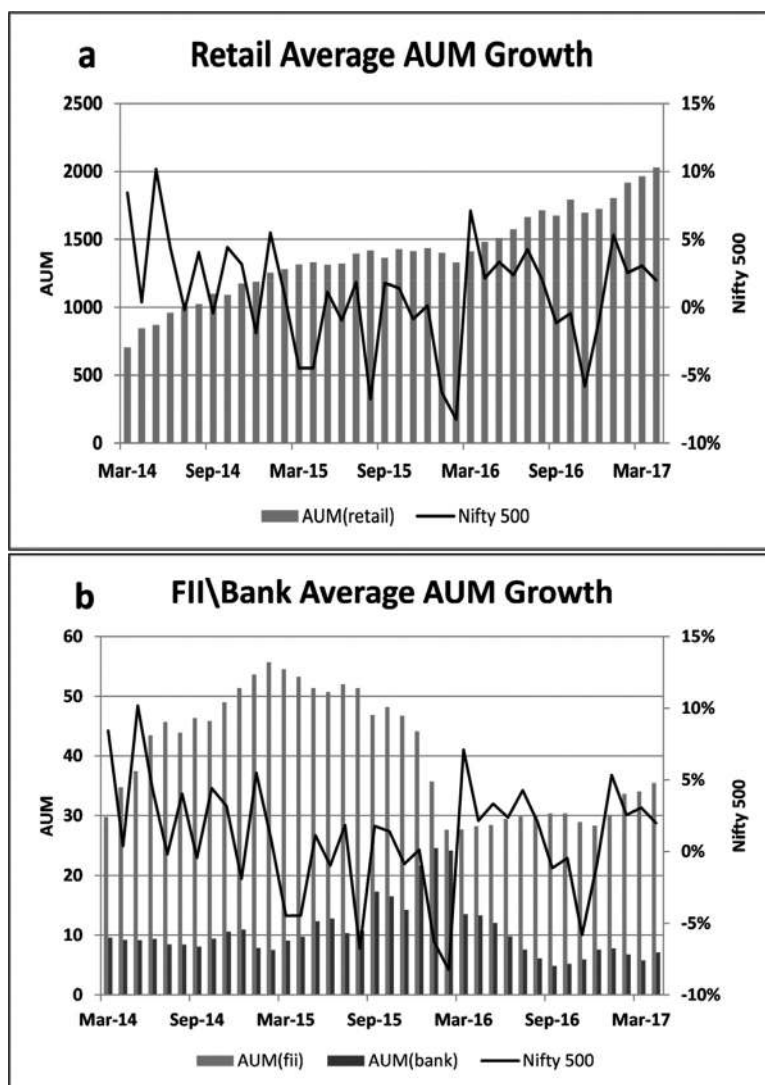 a Retail Average AUM Growth
2500 15%
2000 10%
1500 5%
1000 0%
500 -5%
0 -10%
AUM
Nifty 500
Mar-14 Sep-14 Mar-15 Sep-15 Mar-16 Sep-16 Mar-17
AUM(retail) Nifty 500
b FII\Bank Average AUM Growth
60 15%
50 10%
40 5%
30 0%
20 -5%
10
0 -10%
AUM
Nifty 500
Mar-14 Sep-14 Mar-15 Sep-15 Mar-16 Sep-16 Mar-17
AUM(fii) AUM(bank) Nifty 500